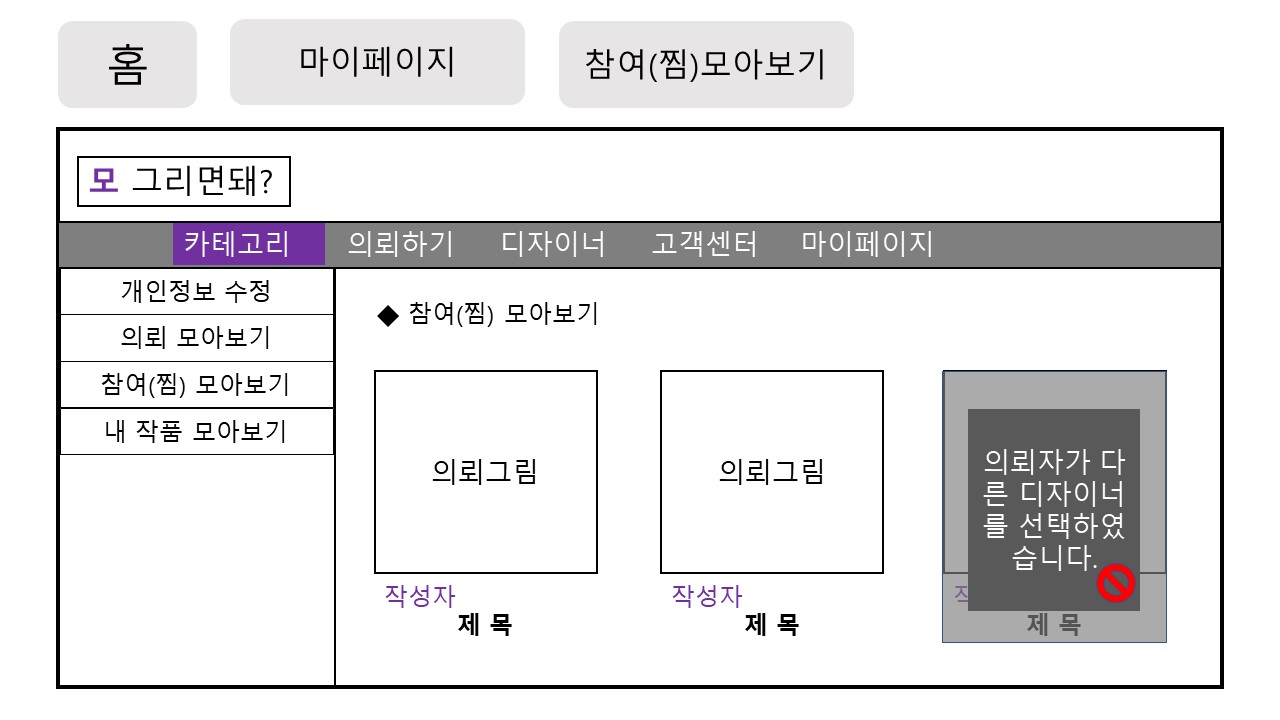 홈
마이페이지
참여(찜)모아보기
모 그리면돼?
카테고리 의뢰하기 디자이너 고객센터 마이페이지
개인정보 수정
의뢰 모아보기
참여(찜) 모아보기
내 작품 모아보기
◆ 참여(찜) 모아보기
의뢰그림
작성자
제 목
의뢰그림
작성자
제 목
의뢰자가 다
른 디자이너
를 선택하였
습니다.
제 목